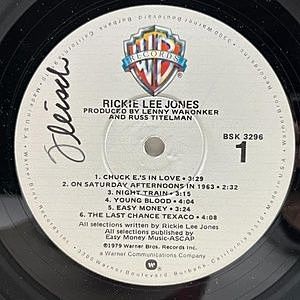 WB
RECORDS
RICKIE LEE JONES
PRODUCED BY LENNY WARONKER
AND RUSS TITELMAN
BSK 3296
1
1. CHUCK E.'S IN LOVE • 3:29
2. ON SATURDAY AFTERNOONS IN 1963 • 2:32
3. NIGHT TRAIN • 3:15
4. YOUNG BLOOD • 4:04
5. EASY MONEY • 3:16
6. THE LAST CHANCE TEXACO • 4:08
All selections written by Rickie Lee Jones
All selections published by
Easy Money Music-ASCAP
©1979 Warner Bros. Records Inc.
a Warner Communications Company
W